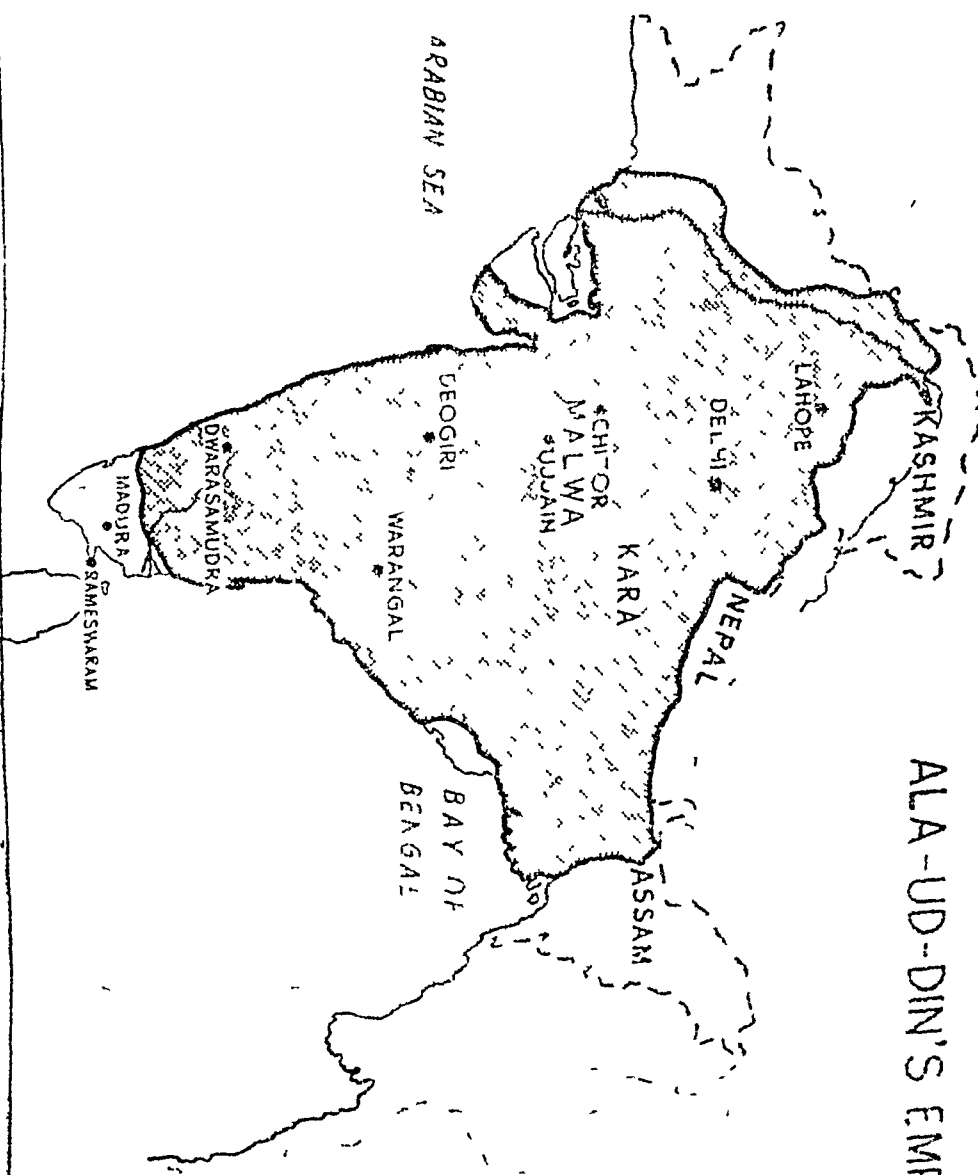 ALA-UD-DIN'S EMP
KASHMIR
LAHOPE
DELHI
NEPAL
KARA
CHITOR
MALWA
UJJAIN
ASSAM
DEOGIRI
WARANGAL
BAY OF
BENGAL
ARABIAN SEA
DWARASAMUDRA
MADURA
RAMESWARAM